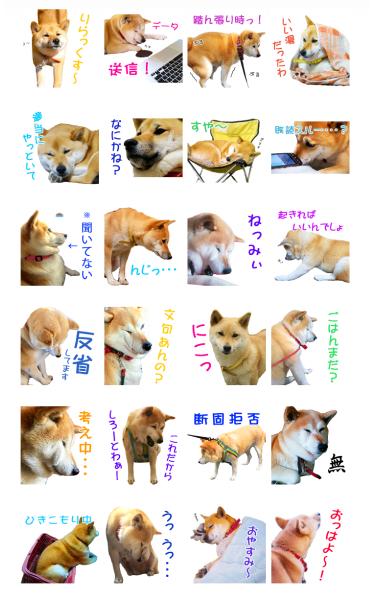 りらっくす〜
データ
送信！
踏ん張り時っ！
いい湯
だったわ
適当に
やっといて
なにかね？
すや〜
既読スルー・・・・？
※聞いてない
←
んじっ・・・
ねっみぃ
起きれば
いいんでしょ
反省
してます
文句あんの？
にこっ
ごはんまだ？
考え中・・・
これだから
しろーとわぁー
断固拒否
無
ひきこもり中
うっうっ・・・
おやすみ〜
おっはよ〜！